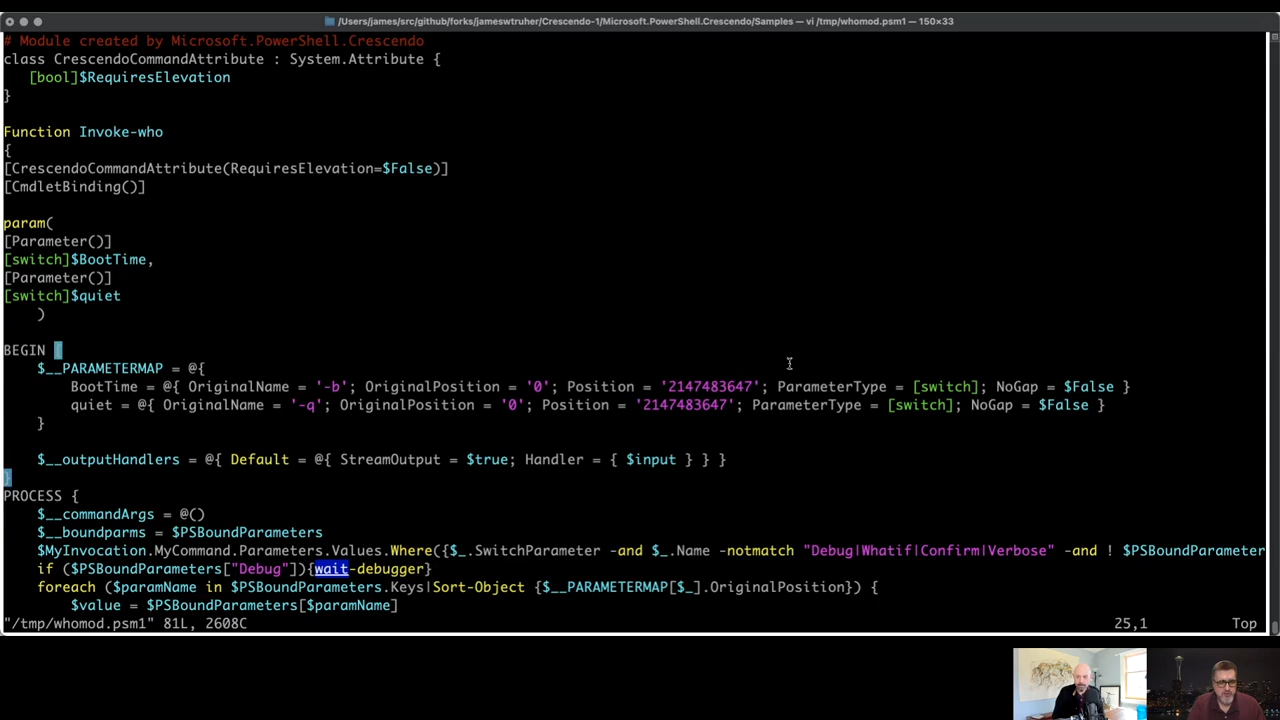 /Users/james/src/github/forks/jameswtruher/Crescendo-1/Microsoft.PowerShell.Crescendo/Samples — vi /tmp/whomod.psm1 — 150×33
# Module created by Microsoft.PowerShell.Crescendo
class CrescendoCommandAttribute : System.Attribute {
   [bool]$RequiresElevation
}

Function Invoke-who
{
[CrescendoCommandAttribute(RequiresElevation=$False)]
[CmdletBinding()]

param(
[Parameter()]
[switch]$BootTime,
[Parameter()]
[switch]$quiet
    )

BEGIN {
    $__PARAMETERMAP = @{
        BootTime = @{ OriginalName = '-b'; OriginalPosition = '0'; Position = '2147483647'; ParameterType = [switch]; NoGap = $False }
        quiet = @{ OriginalName = '-q'; OriginalPosition = '0'; Position = '2147483647'; ParameterType = [switch]; NoGap = $False }
    }

    $__outputHandlers = @{ Default = @{ StreamOutput = $true; Handler = { $input } } }
}
PROCESS {
    $__commandArgs = @()
    $__boundparms = $PSBoundParameters
    $MyInvocation.MyCommand.Parameters.Values.Where({$_.SwitchParameter -and $_.Name -notmatch "Debug|Whatif|Confirm|Verbose" -and ! $PSBoundParameter
    if ($PSBoundParameters["Debug"]){wait-debugger}
    foreach ($paramName in $PSBoundParameters.Keys|Sort-Object {$__PARAMETERMAP[$_].OriginalPosition}) {
        $value = $PSBoundParameters[$paramName]
"/tmp/whomod.psm1" 81L, 2608C 25,1 Top